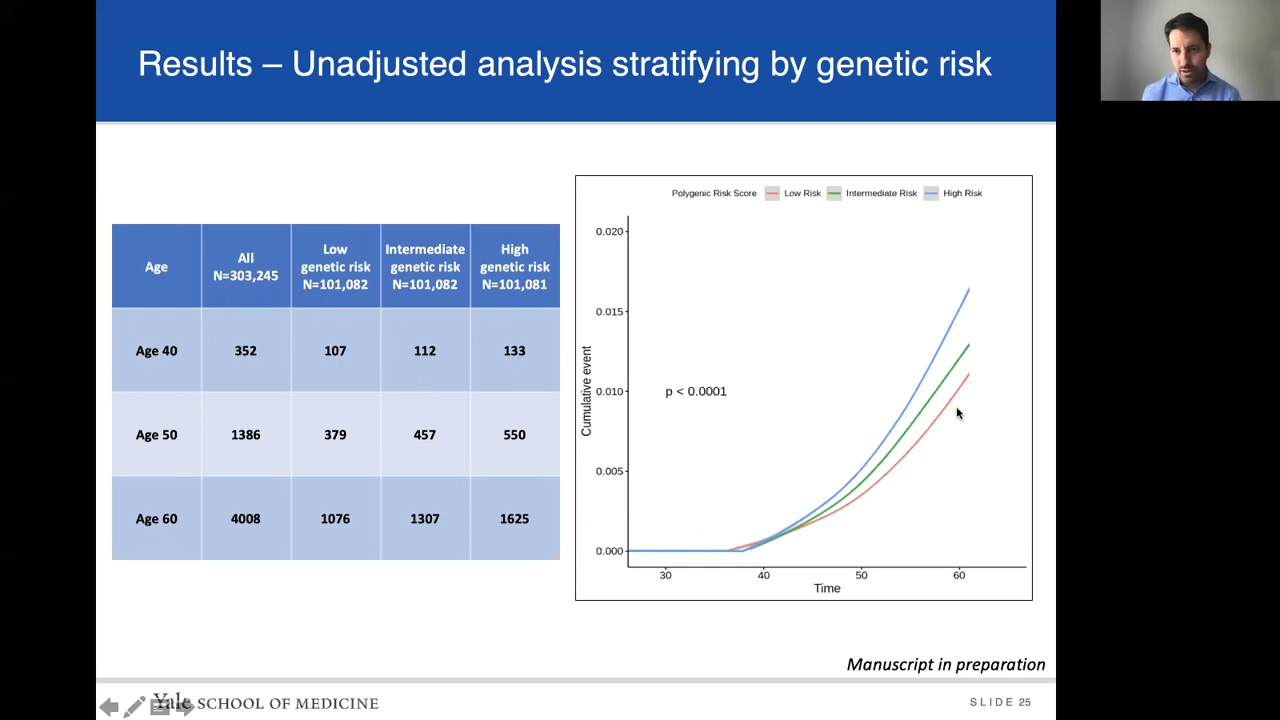 Results – Unadjusted analysis stratifying by genetic risk
Age
All
N=303,245
Low
genetic risk
N=101,082
Intermediate
genetic risk
N=101,082
High
genetic risk
N=101,081
Age 40
352
107
112
133
Age 50
1386
379
457
550
Age 60
4008
1076
1307
1625
Polygenic Risk Score Low Risk Intermediate Risk High Risk
Cumulative event
0.020
0.015
0.010
0.005
0.000
p < 0.0001
30 40 50 60
Time
Manuscript in preparation
Yale SCHOOL OF MEDICINE
SLIDE 25